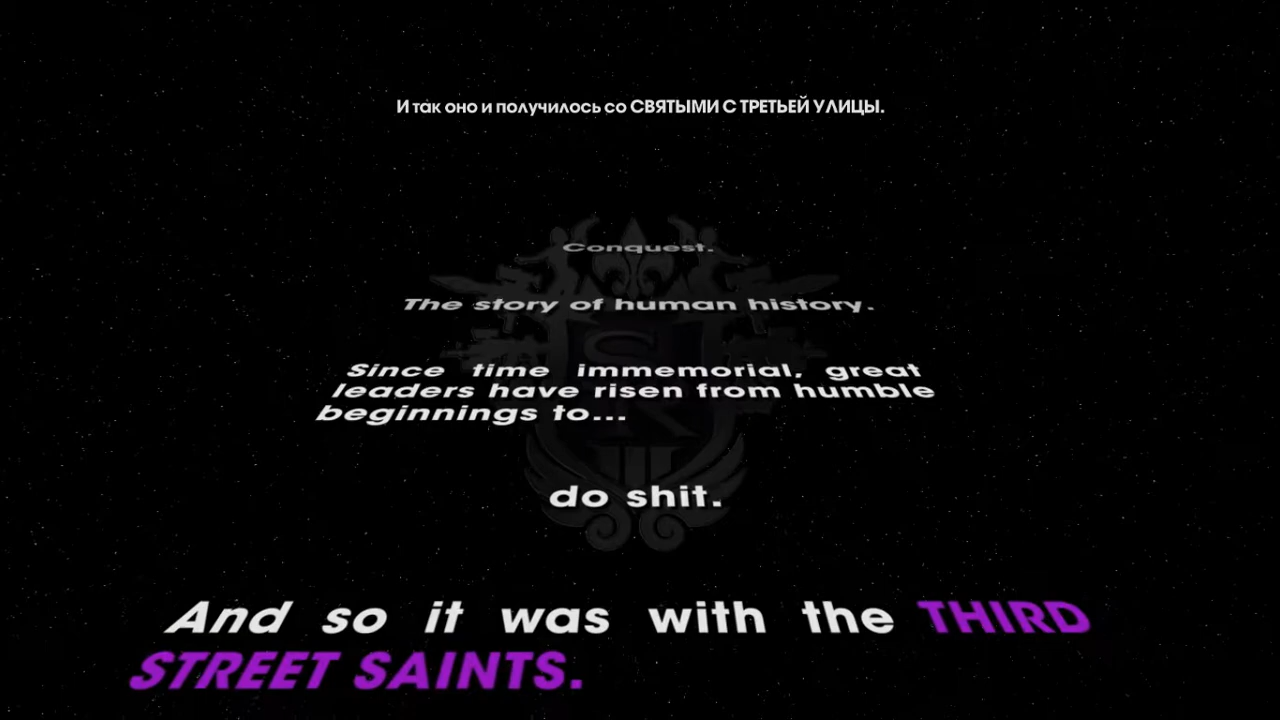 И так оно и получилось со СВЯТЫМИ С ТРЕТЬЕЙ УЛИЦЫ.
Conquest.
The story of human history.
Since time immemorial, great
leaders have risen from humble
beginnings to...
do shit.
And so it was with the THIRD
STREET SAINTS.